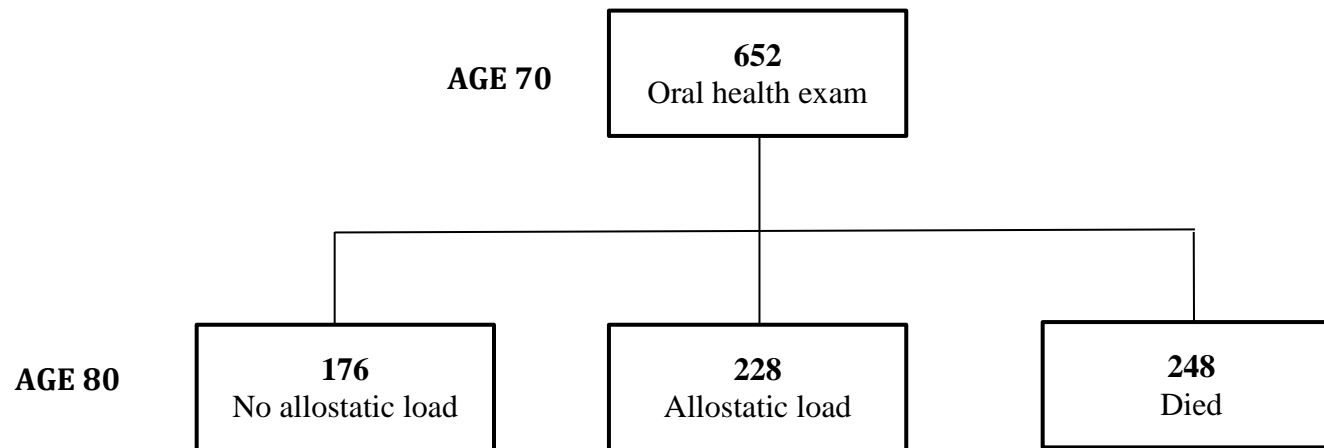 652
AGE 70
Oral health exam
AGE 80
176
No allostatic load
228
Allostatic load
248
Died